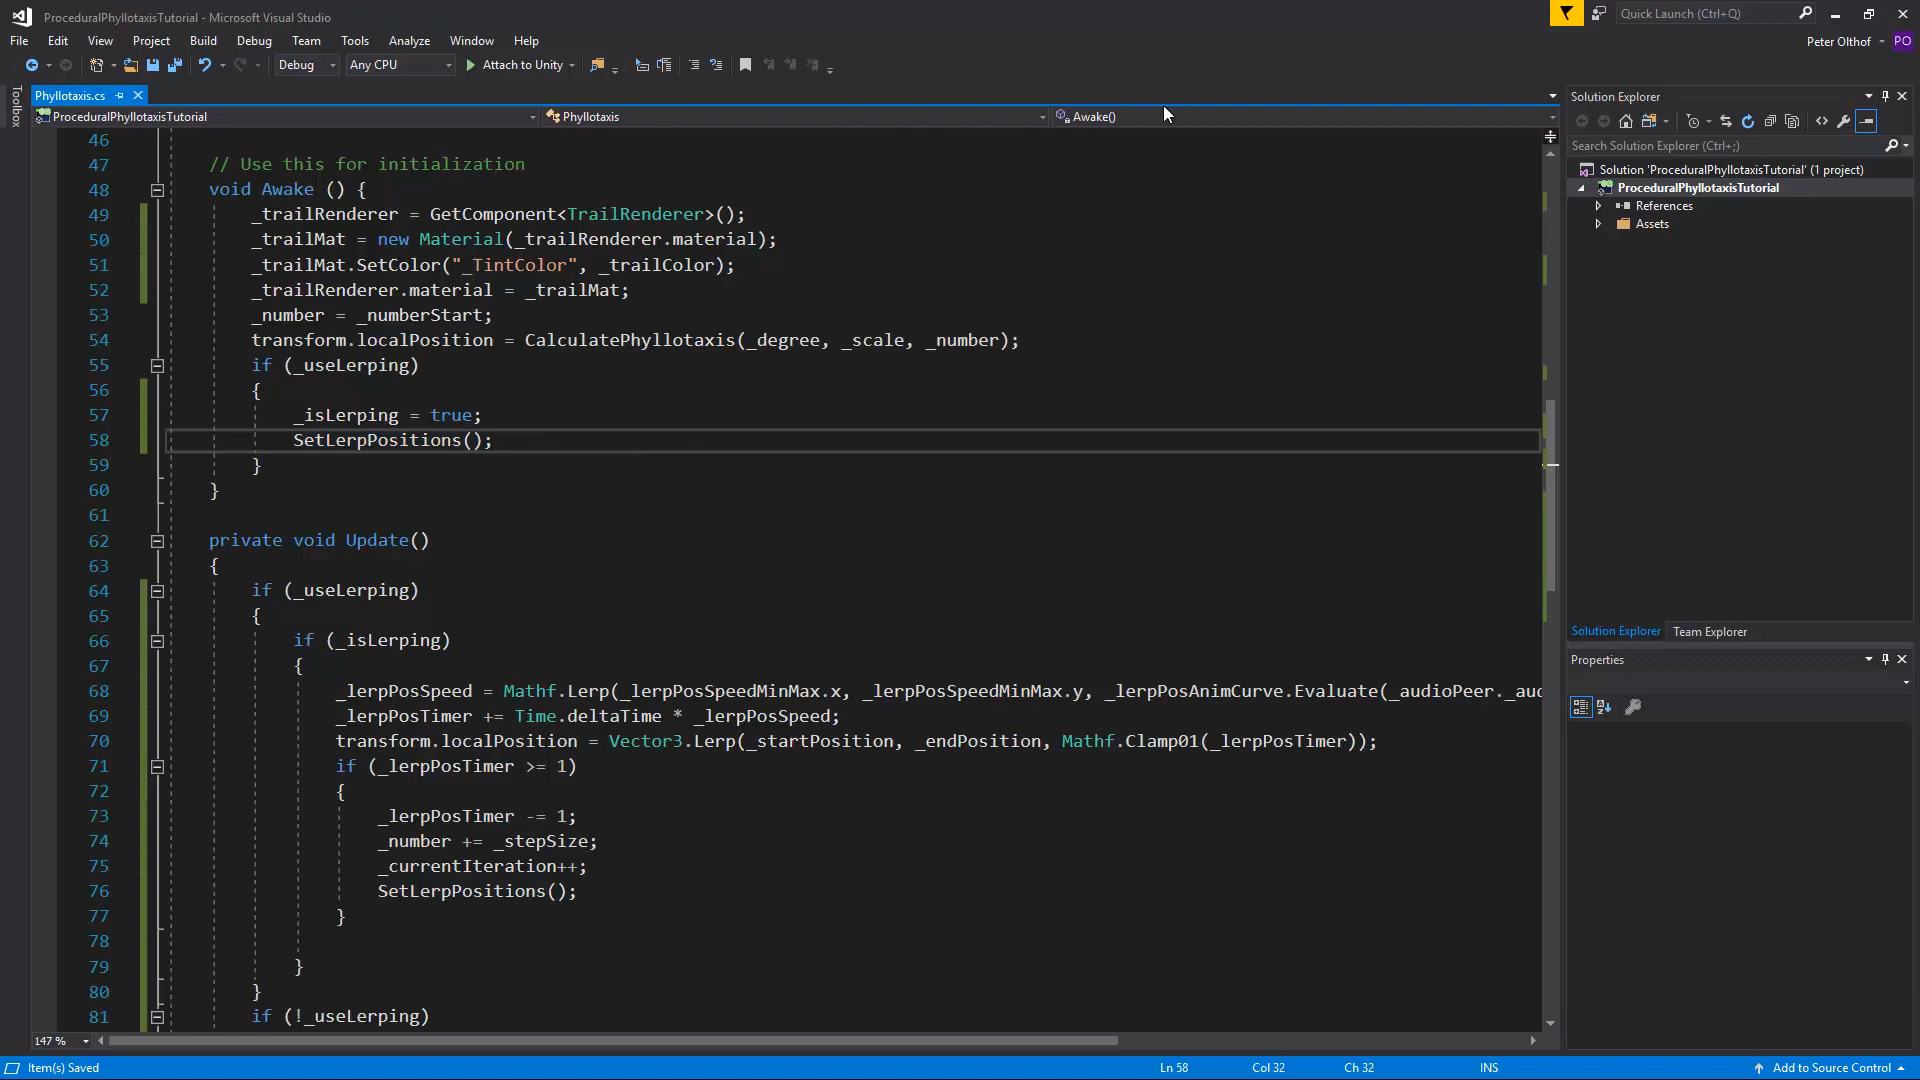 ProceduralPhyllotaxisTutorial - Microsoft Visual Studio
Quick Launch (Ctrl+Q)
File Edit View Project Build Debug Team Tools Analyze Window Help
Peter Olthof PO
Debug Any CPU Attach to Unity
Toolbox
Phyllotaxis.cs
ProceduralPhyllotaxisTutorial Phyllotaxis Awake()
46
47 // Use this for initialization
48 void Awake () {
49 _trailRenderer = GetComponent<TrailRenderer>();
50 _trailMat = new Material(_trailRenderer.material);
51 _trailMat.SetColor("_TintColor", _trailColor);
52 _trailRenderer.material = _trailMat;
53 _number = _numberStart;
54 transform.localPosition = CalculatePhyllotaxis(_degree, _scale, _number);
55 if (_useLerping)
56 {
57 _isLerping = true;
58 SetLerpPositions();
59 }
60 }
61
62 private void Update()
63 {
64 if (_useLerping)
65 {
66 if (_isLerping)
67 {
68 _lerpPosSpeed = Mathf.Lerp(_lerpPosSpeedMinMax.x, _lerpPosSpeedMinMax.y, _lerpPosAnimCurve.Evaluate(_audioPeer._aud
69 _lerpPosTimer += Time.deltaTime * _lerpPosSpeed;
70 transform.localPosition = Vector3.Lerp(_startPosition, _endPosition, Mathf.Clamp01(_lerpPosTimer));
71 if (_lerpPosTimer >= 1)
72 {
73 _lerpPosTimer -= 1;
74 _number += _stepSize;
75 _currentIteration++;
76 SetLerpPositions();
77 }
78
79 }
80 }
81 if (!_useLerping)
147 %
Solution Explorer
Search Solution Explorer (Ctrl+;)
Solution 'ProceduralPhyllotaxisTutorial' (1 project)
ProceduralPhyllotaxisTutorial
References
Assets
Solution Explorer Team Explorer
Properties
Item(s) Saved Ln 58 Col 32 Ch 32 INS Add to Source Control